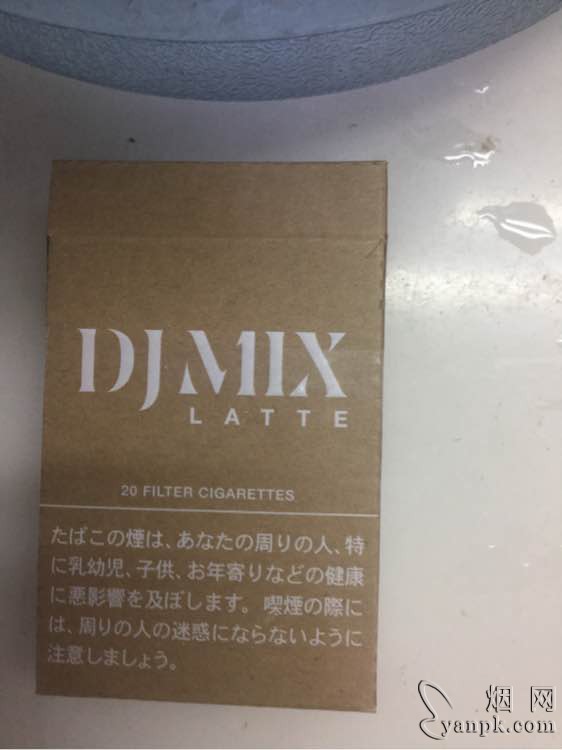 DJ MIX
LATTE
20 FILTER CIGARETTES
たばこの煙は、あなたの周りの人、特
に乳幼児、子供、お年寄りなどの健康
に悪影響を及ぼします。喫煙の際に
は、周りの人の迷惑にならないように
注意しましょう。
烟网
yanpk.com